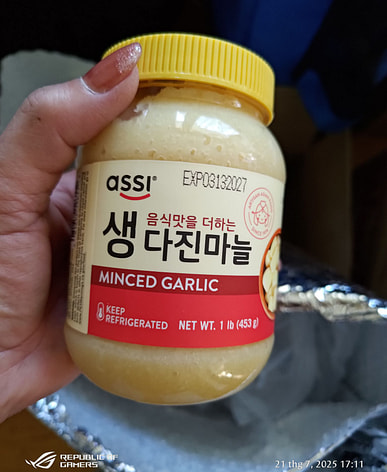 assi®
EXP03132027
음식맛을 더하는
생 다진마늘
MINCED GARLIC
KEEP
REFRIGERATED
NET WT. 1 lb (453 g)
REPUBLIC OF
GAMERS
21 thg 7, 2025 17:11